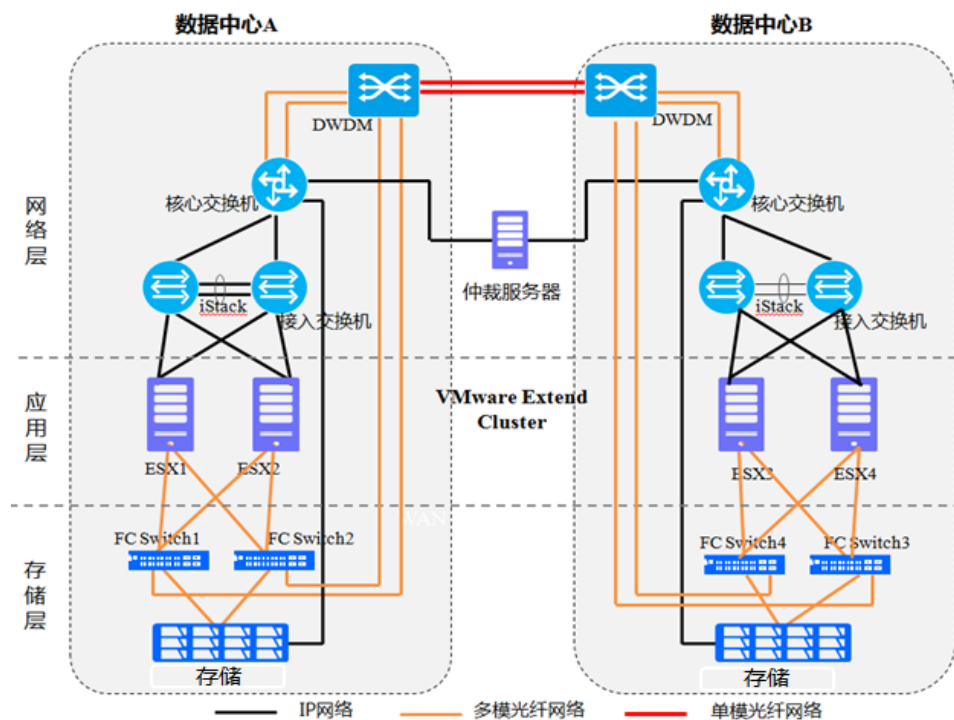 数据中心A
数据中心B
DWDM
DWDM
核心交换机
核心交换机
网络层
仲裁服务器
iStack
接入交换机
iStack
接入交换机
应用层
VMware Extend
Cluster
ESX1
ESX2
ESX3
ESX4
WAN
FC Switch1
FC Switch2
FC Switch4
FC Switch3
存储层
存储
存储
IP网络
多模光纤网络
单模光纤网络